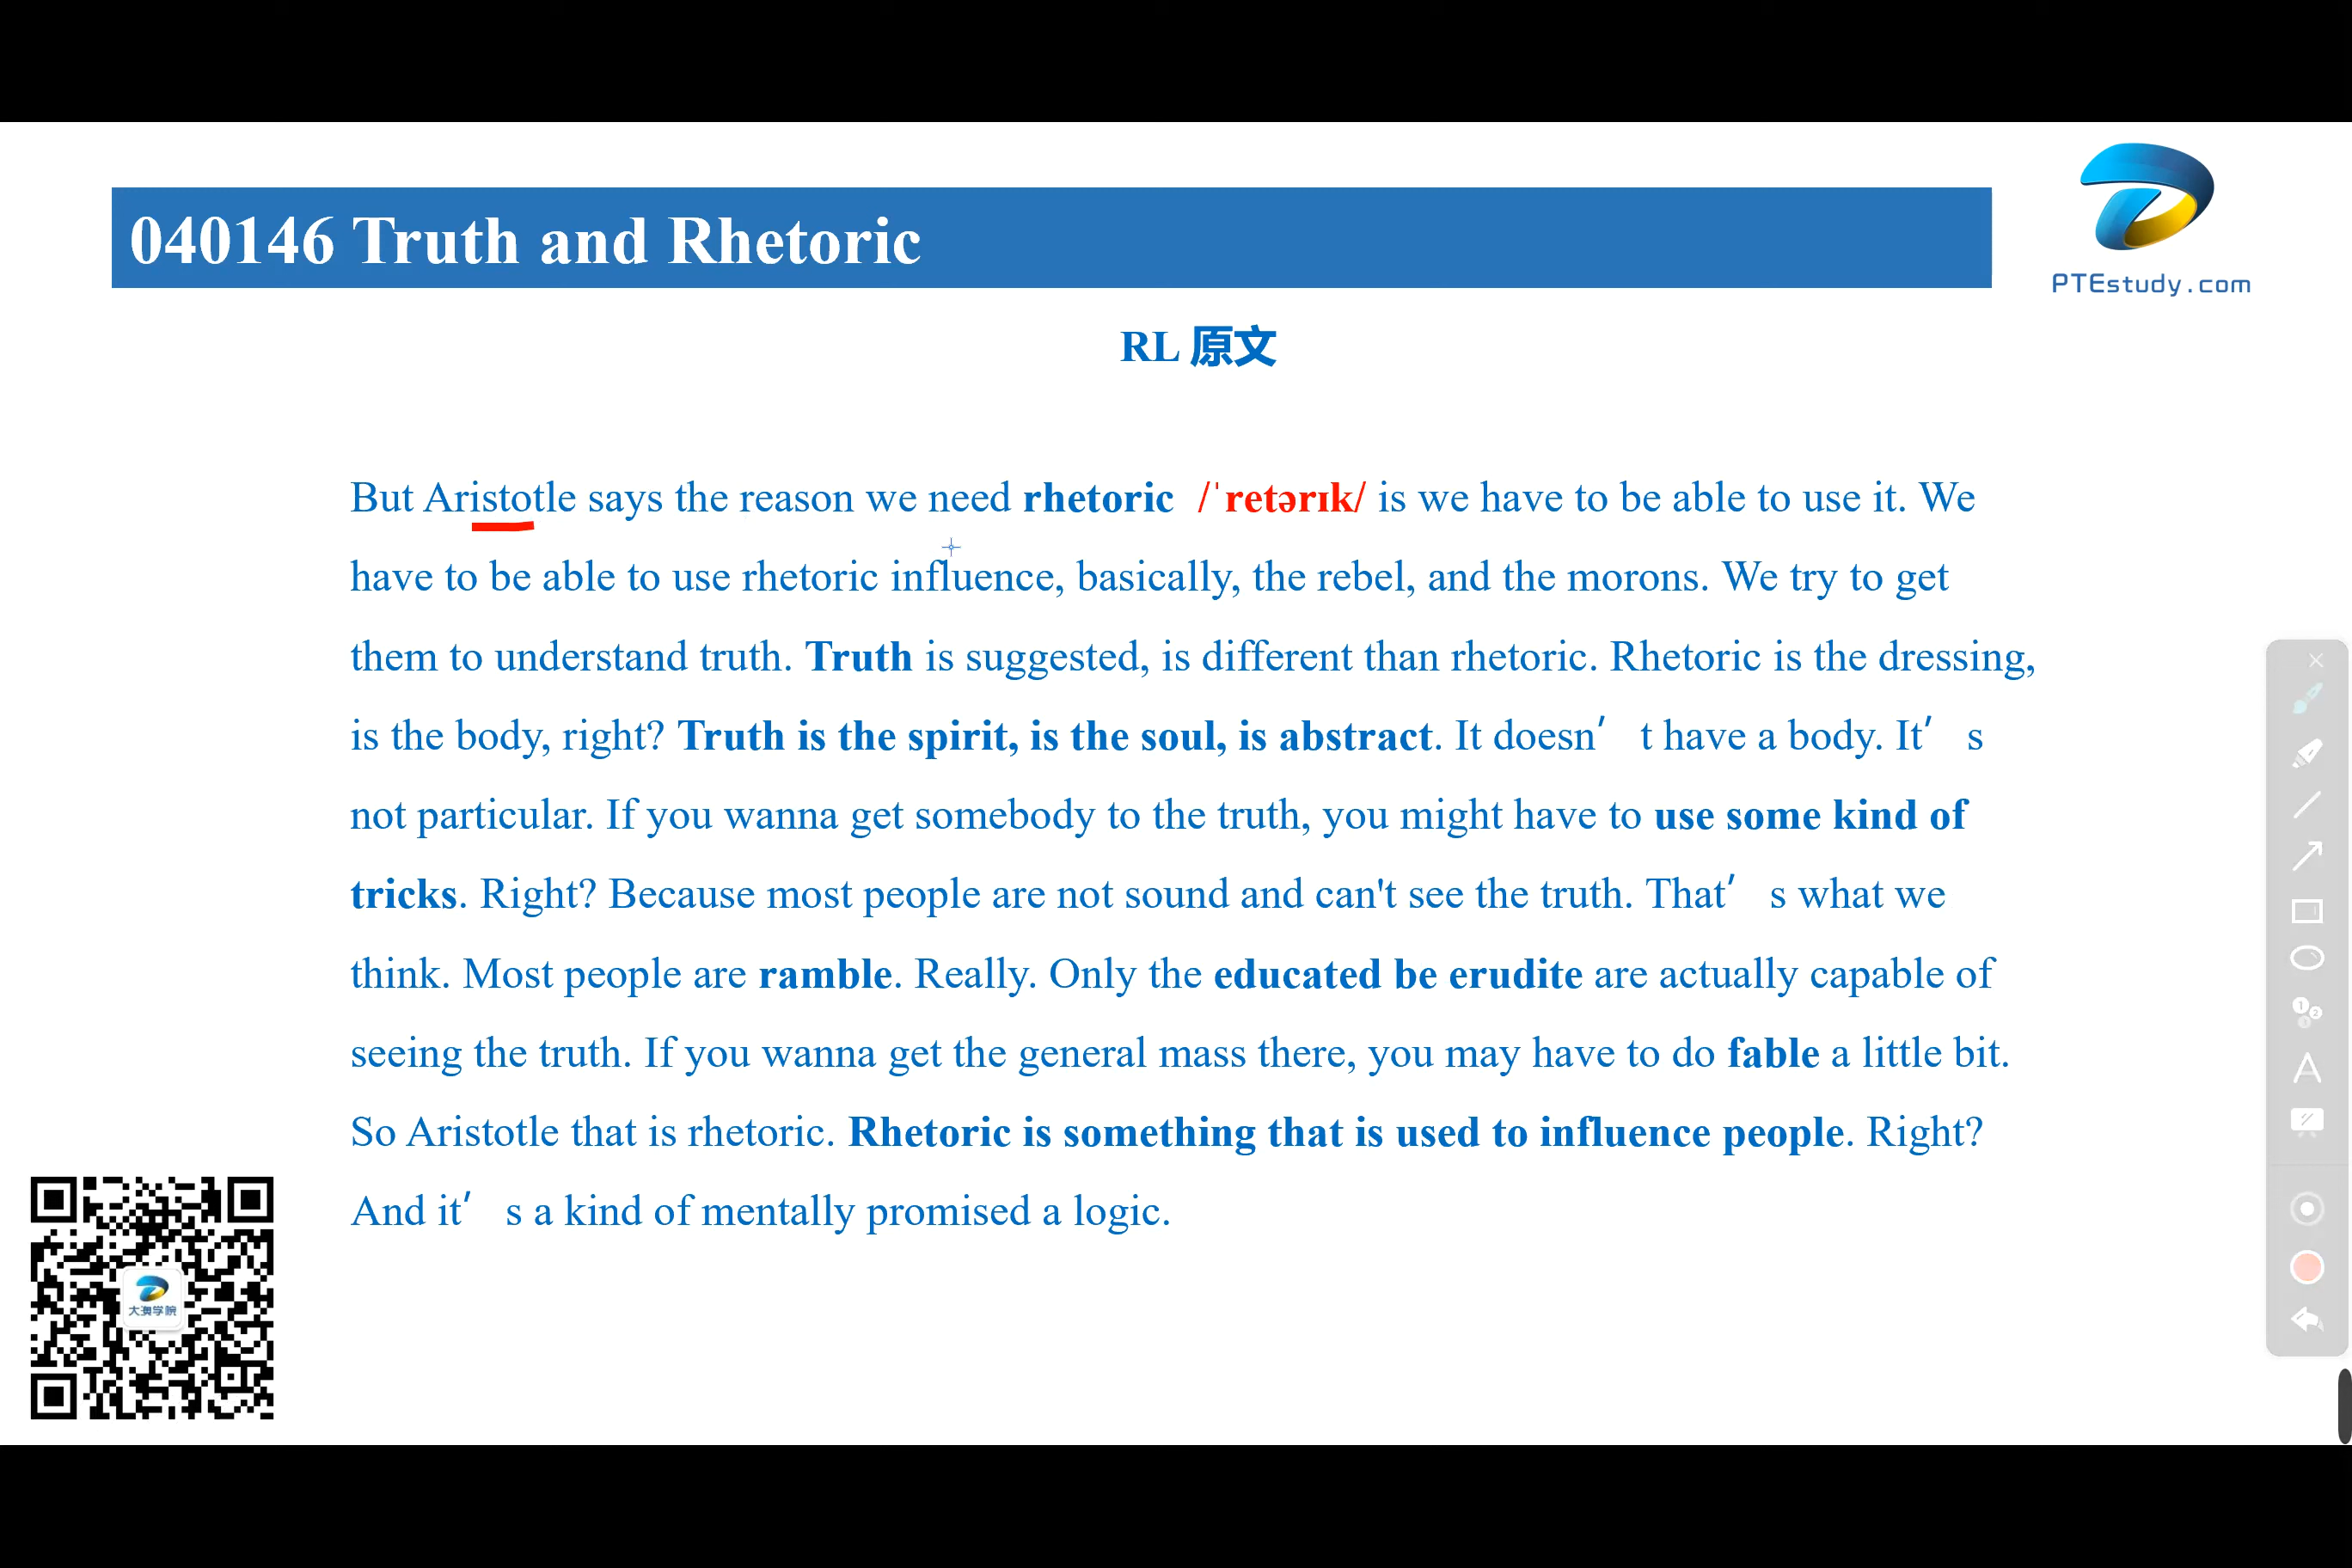 040146 Truth and Rhetoric
PTEstudy.com
RL 原文
But Aristotle says the reason we need rhetoric /ˈretərɪk/ is we have to be able to use it. We
have to be able to use rhetoric influence, basically, the rebel, and the morons. We try to get
them to understand truth. Truth is suggested, is different than rhetoric. Rhetoric is the dressing,
is the body, right? Truth is the spirit, is the soul, is abstract. It doesn′ t have a body. It′ s
not particular. If you wanna get somebody to the truth, you might have to use some kind of
tricks. Right? Because most people are not sound and can't see the truth. That′ s what we
think. Most people are ramble. Really. Only the educated be erudite are actually capable of
seeing the truth. If you wanna get the general mass there, you may have to do fable a little bit.
So Aristotle that is rhetoric. Rhetoric is something that is used to influence people. Right?
And it′ s a kind of mentally promised a logic.
大澳学院